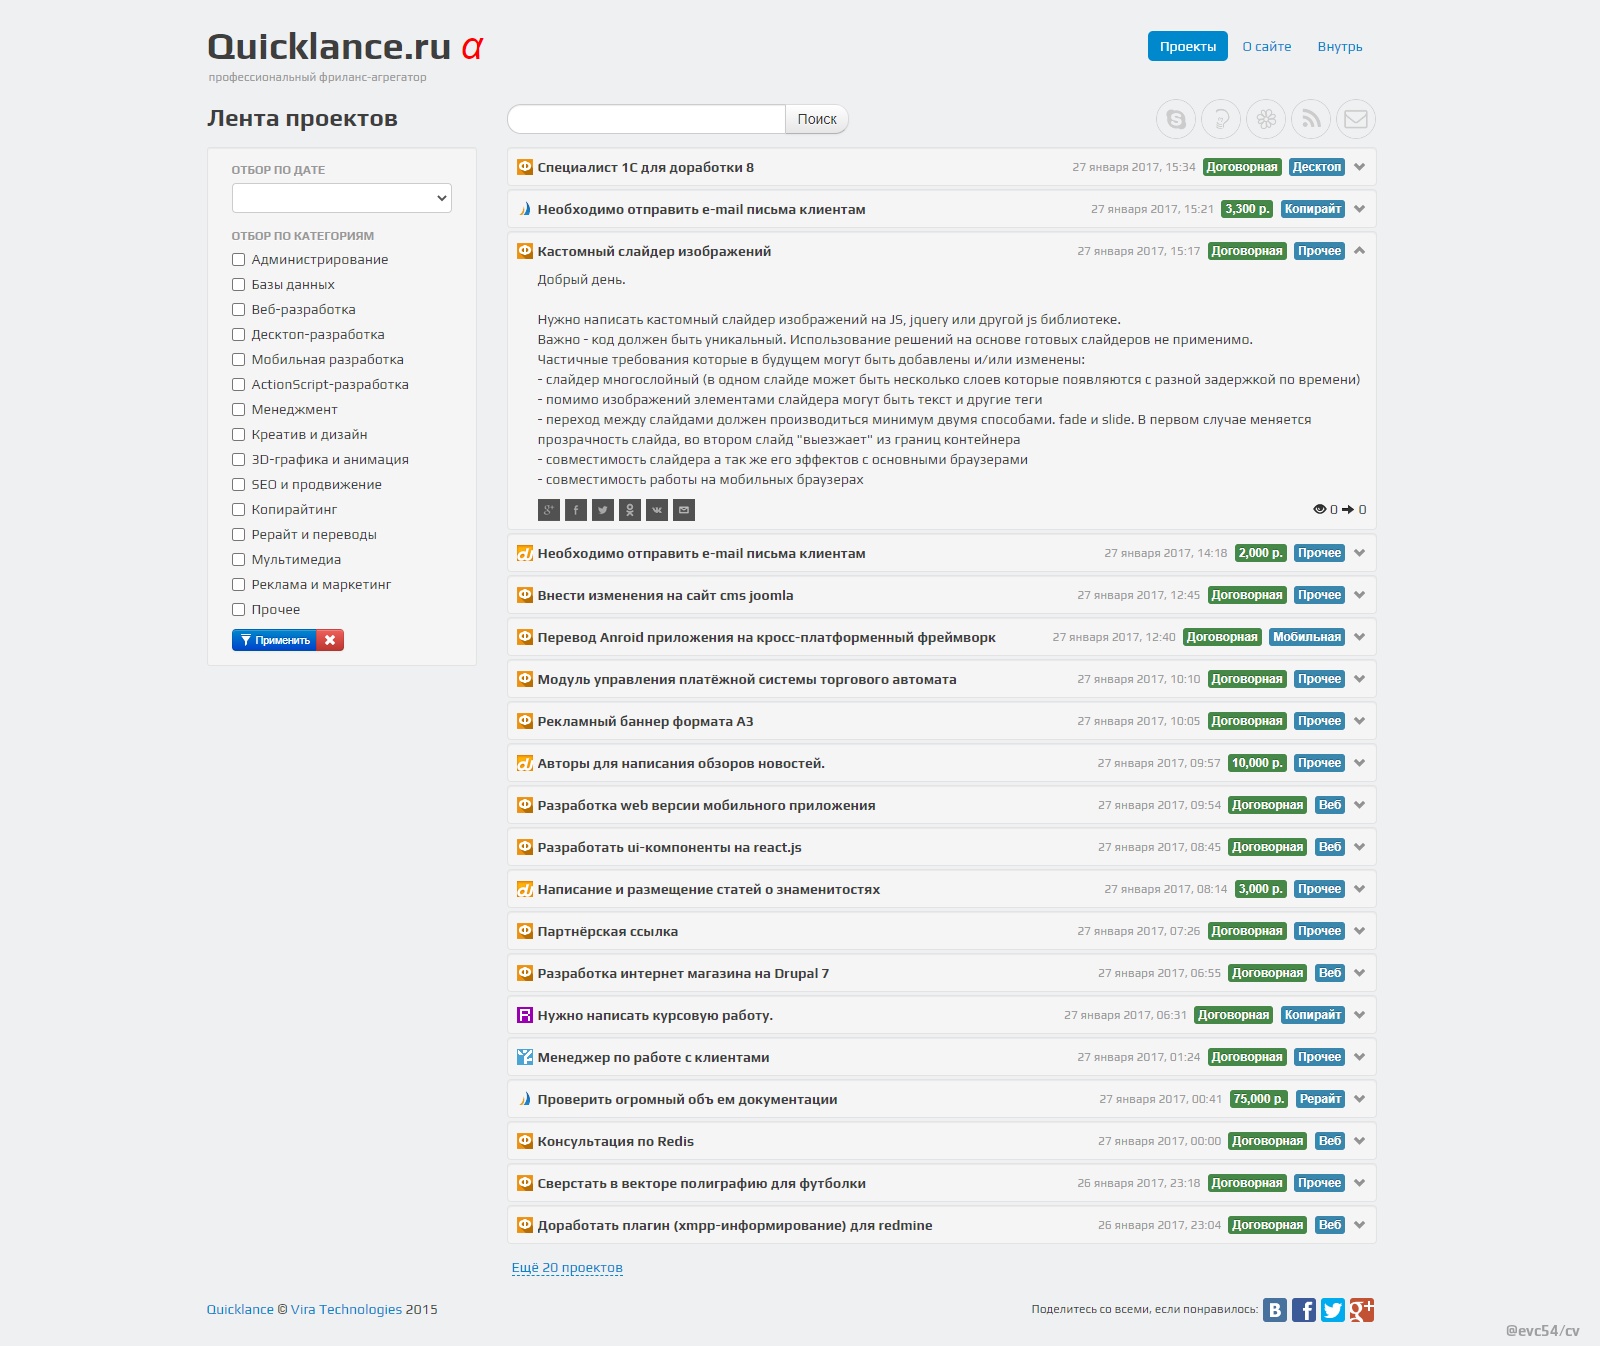 Quicklance.ru α
профессиональный фриланс-агрегатор
Проекты
О сайте
Внутрь
Лента проектов
Поиск
ОТБОР ПО ДАТЕ
ОТБОР ПО КАТЕГОРИЯМ
Администрирование
Базы данных
Веб-разработка
Десктоп-разработка
Мобильная разработка
ActionScript-разработка
Менеджмент
Креатив и дизайн
3D-графика и анимация
SEO и продвижение
Копирайтинг
Рерайт и переводы
Мультимедиа
Реклама и маркетинг
Прочее
Применить
Специалист 1С для доработки 8 27 января 2017, 15:34 Договорная Десктоп
Необходимо отправить e-mail письма клиентам 27 января 2017, 15:21 3,300 р. Копирайт
Кастомный слайдер изображений 27 января 2017, 15:17 Договорная Прочее
Добрый день.
Нужно написать кастомный слайдер изображений на JS, jquery или другой js библиотеке.
Важно - код должен быть уникальный. Использование решений на основе готовых слайдеров не применимо.
Частичные требования которые в будущем могут быть добавлены и/или изменены:
- слайдер многослойный (в одном слайде может быть несколько слоев которые появляются с разной задержкой по времени)
- помимо изображений элементами слайдера могут быть текст и другие теги
- переход между слайдами должен производиться минимум двумя способами. fade и slide. В первом случае меняется
прозрачность слайда, во втором слайд "выезжает" из границ контейнера
- совместимость слайдера а так же его эффектов с основными браузерами
- совместимость работы на мобильных браузерах
0 0
Необходимо отправить e-mail письма клиентам 27 января 2017, 14:18 2,000 р. Прочее
Внести изменения на сайт cms joomla 27 января 2017, 12:45 Договорная Прочее
Перевод Anroid приложения на кросс-платформенный фреймворк 27 января 2017, 12:40 Договорная Мобильная
Модуль управления платёжной системы торгового автомата 27 января 2017, 10:10 Договорная Прочее
Рекламный баннер формата А3 27 января 2017, 10:05 Договорная Прочее
Авторы для написания обзоров новостей. 27 января 2017, 09:57 10,000 р. Прочее
Разработка web версии мобильного приложения 27 января 2017, 09:54 Договорная Веб
Разработать ui-компоненты на react.js 27 января 2017, 08:45 Договорная Веб
Написание и размещение статей о знаменитостях 27 января 2017, 08:14 3,000 р. Прочее
Партнёрская ссылка 27 января 2017, 07:26 Договорная Прочее
Разработка интернет магазина на Drupal 7 27 января 2017, 06:55 Договорная Веб
Нужно написать курсовую работу. 27 января 2017, 06:31 Договорная Копирайт
Менеджер по работе с клиентами 27 января 2017, 01:24 Договорная Прочее
Проверить огромный объ ем документации 27 января 2017, 00:41 75,000 р. Рерайт
Консультация по Redis 27 января 2017, 00:00 Договорная Веб
Сверстать в векторе полиграфию для футболки 26 января 2017, 23:18 Договорная Прочее
Доработать плагин (xmpp-информирование) для redmine 26 января 2017, 23:04 Договорная Веб
Ещё 20 проектов
Quicklance © Vira Technologies 2015
Поделитесь со всеми, если понравилось:
@evc54/cv